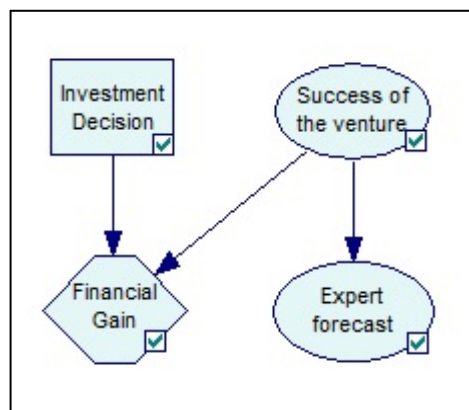 Investment
Decision
Success of
the venture
Financial
Gain
Expert
forecast